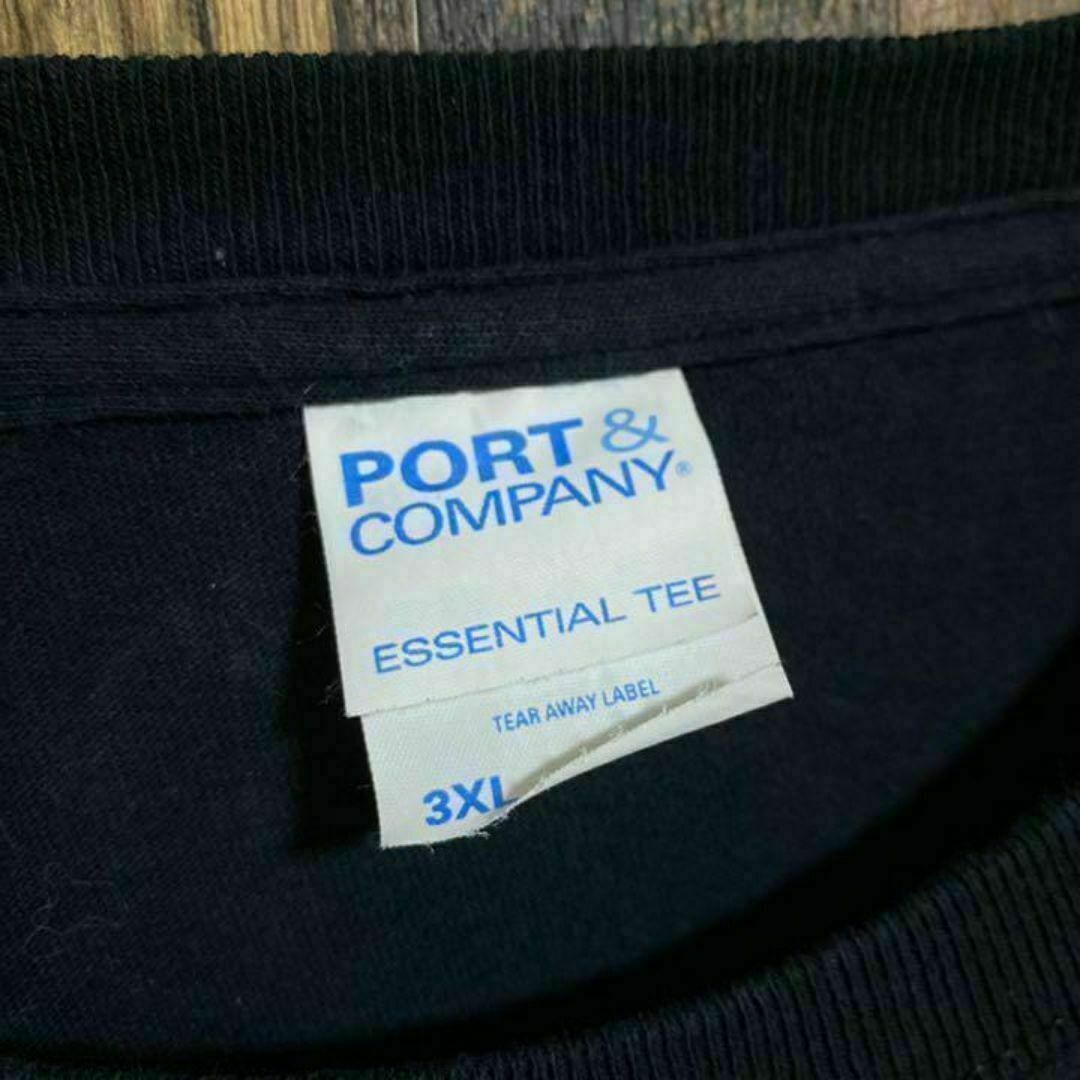 PORT &
COMPANY®
ESSENTIAL TEE
TEAR AWAY LABEL
3XL